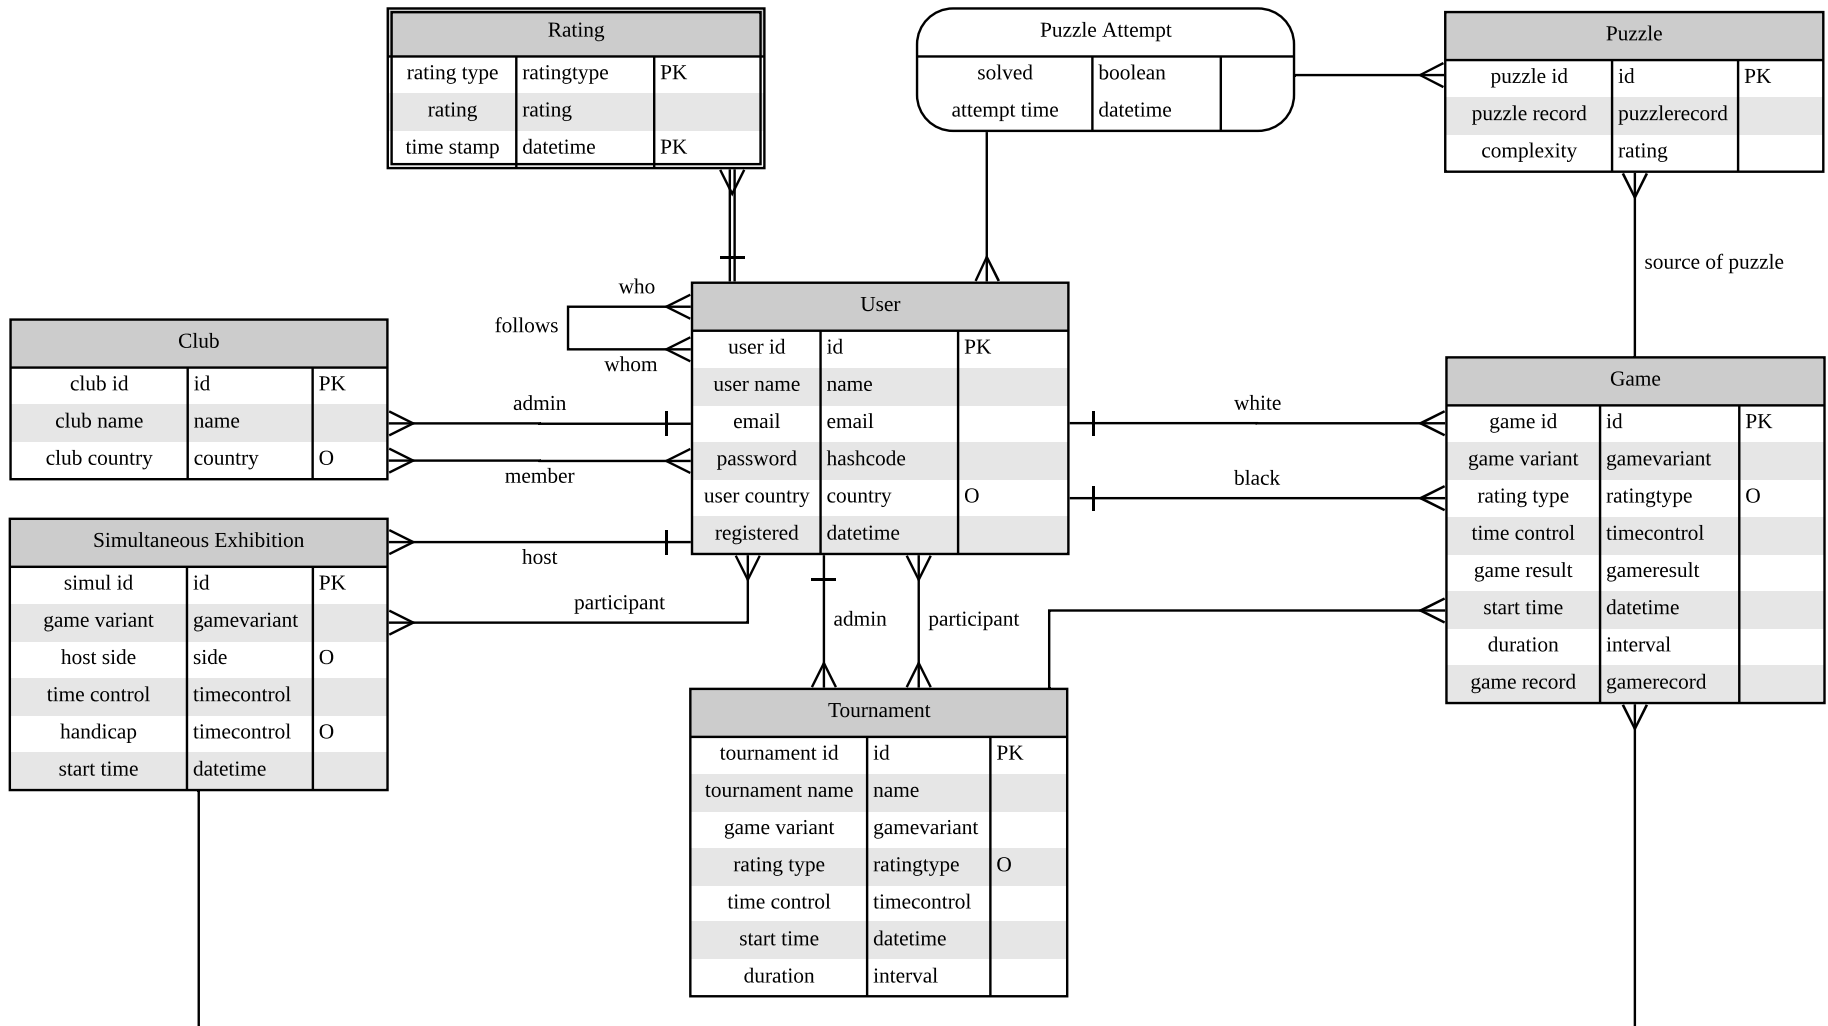 Rating
rating type ratingtype PK
rating rating
time stamp datetime PK
Puzzle Attempt
solved boolean
attempt time datetime
Puzzle
puzzle id id PK
puzzle record puzzlerecord
complexity rating
source of puzzle
who
follows
whom
User
user id id PK
user name name
email email
password hashcode
user country country O
registered datetime
Club
club id id PK
club name name
club country country O
admin
member
white
black
Game
game id id PK
game variant gamevariant
rating type ratingtype O
time control timecontrol
game result gameresult
start time datetime
duration interval
game record gamerecord
Simultaneous Exhibition
simul id id PK
game variant gamevariant
host side side O
time control timecontrol
handicap timecontrol O
start time datetime
host
participant
admin
participant
Tournament
tournament id id PK
tournament name name
game variant gamevariant
rating type ratingtype O
time control timecontrol
start time datetime
duration interval